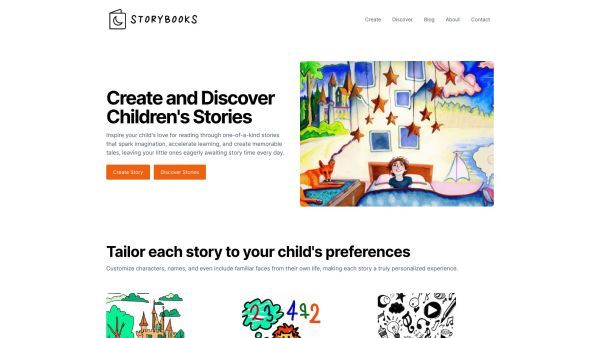 STORYBOOKS
Create Discover Blog About Contact
Create and Discover
Children's Stories
Inspire your child's love for reading through one-of-a-kind stories
that spark imagination, accelerate learning, and create memorable
tales, leaving your little ones eagerly awaiting story time every day.
Create Story Discover Stories
Tailor each story to your child's preferences
Customize characters, names, and even include familiar faces from their own life, making each story a truly personalized experience.